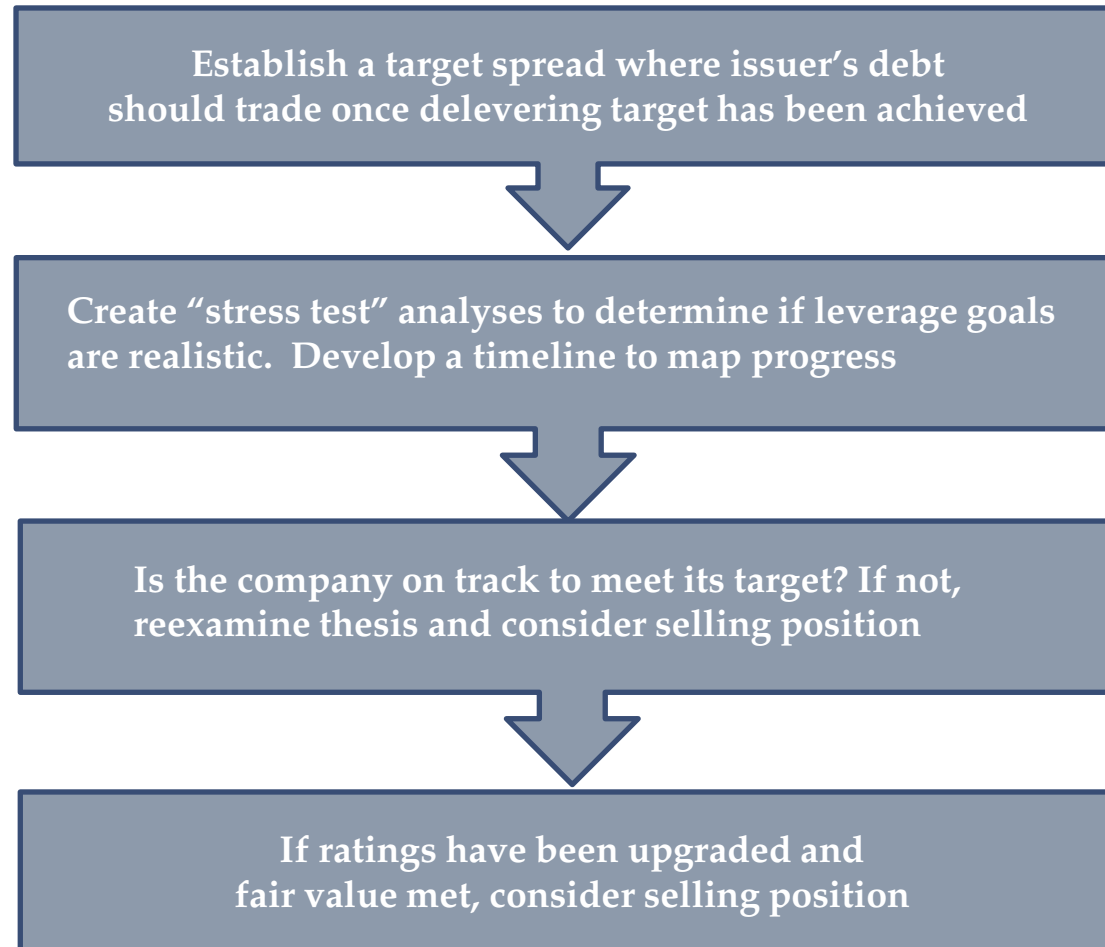 Establish a target spread where issuer’s debt
should trade once delevering target has been achieved
Create “stress test” analyses to determine if leverage goals
are realistic.  Develop a timeline to map progress
Is the company on track to meet its target? If not,
reexamine thesis and consider selling position
If ratings have been upgraded and
fair value met, consider selling position